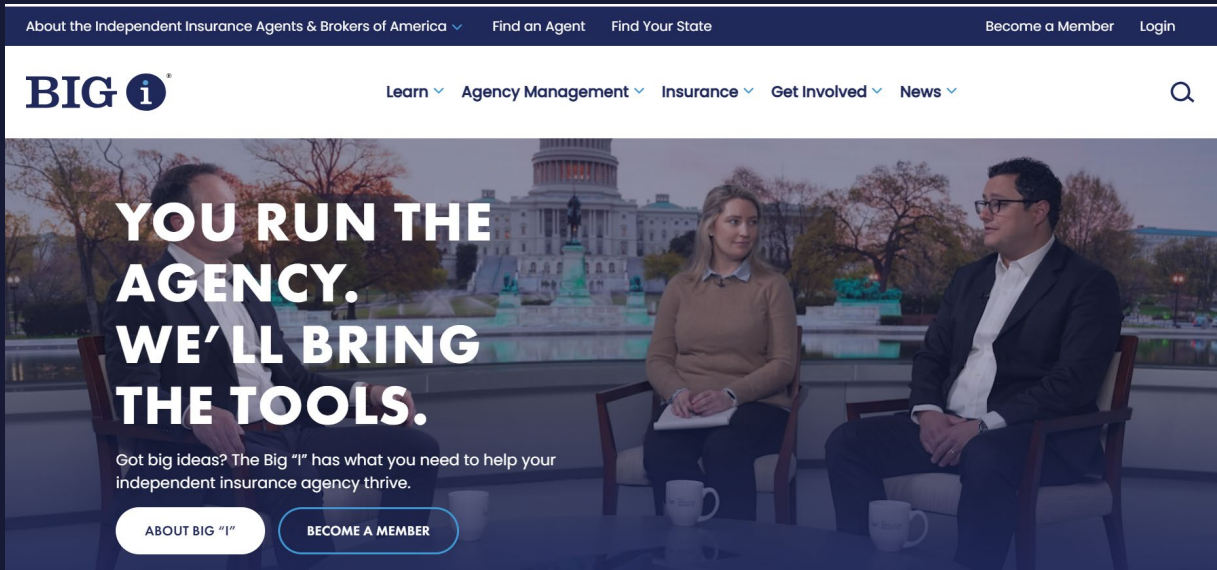 About the Independent Insurance Agents & Brokers of America Find an Agent Find Your State Become a Member Login
BIG i®
Learn Agency Management Insurance Get Involved News
YOU RUN THE
AGENCY.
WE’LL BRING
THE TOOLS.
Got big ideas? The Big “I” has what you need to help your
independent insurance agency thrive.
ABOUT BIG “I” BECOME A MEMBER